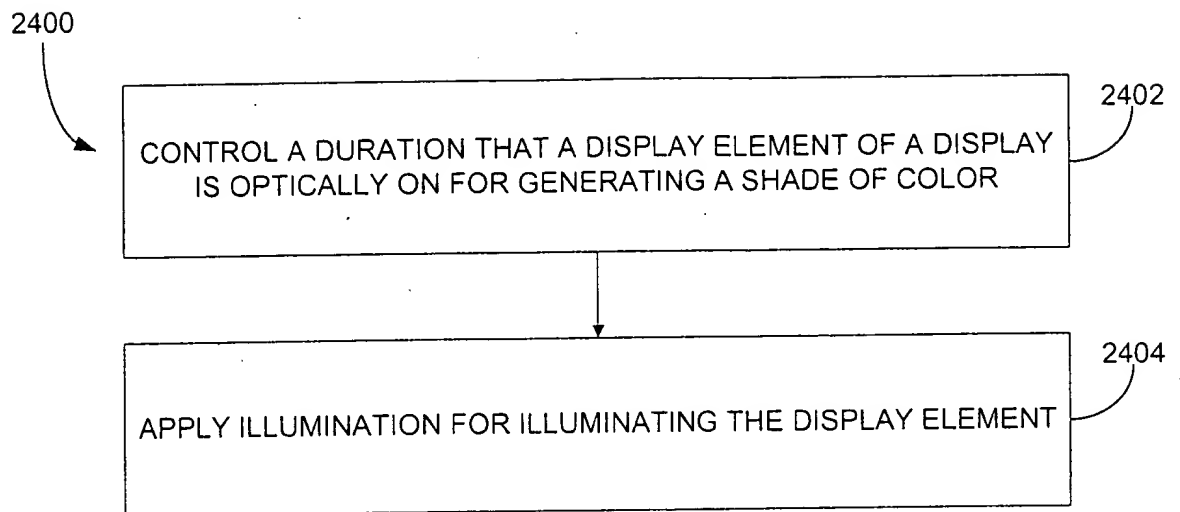 2400
2402
CONTROL A DURATION THAT A DISPLAY ELEMENT OF A DISPLAY
IS OPTICALLY ON FOR GENERATING A SHADE OF COLOR
2404
APPLY ILLUMINATION FOR ILLUMINATING THE DISPLAY ELEMENT